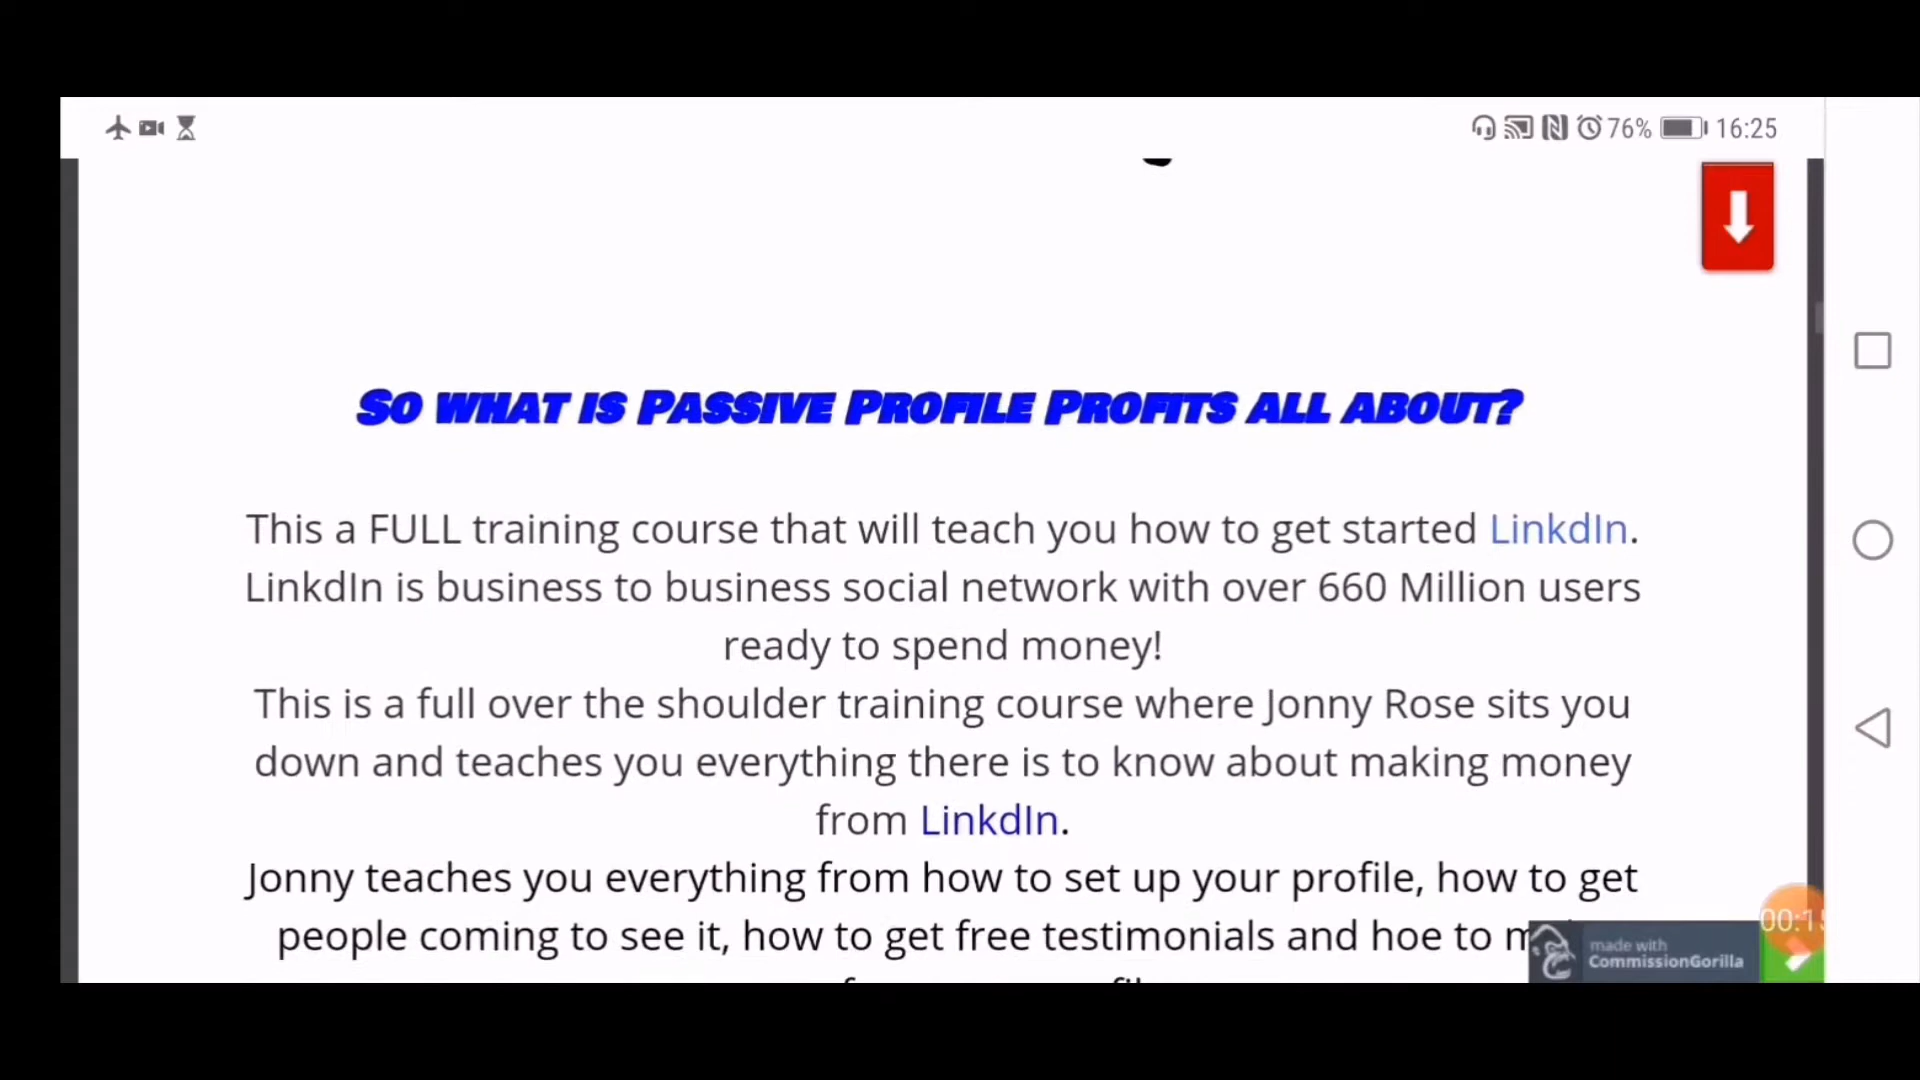 76% 16:25
So what is Passive Profile Profits all about?
This a FULL training course that will teach you how to get started LinkdIn.
LinkdIn is business to business social network with over 660 Million users
ready to spend money!
This is a full over the shoulder training course where Jonny Rose sits you
down and teaches you everything there is to know about making money
from LinkdIn.
Jonny teaches you everything from how to set up your profile, how to get
people coming to see it, how to get free testimonials and hoe to
00:15
made with
CommissionGorilla